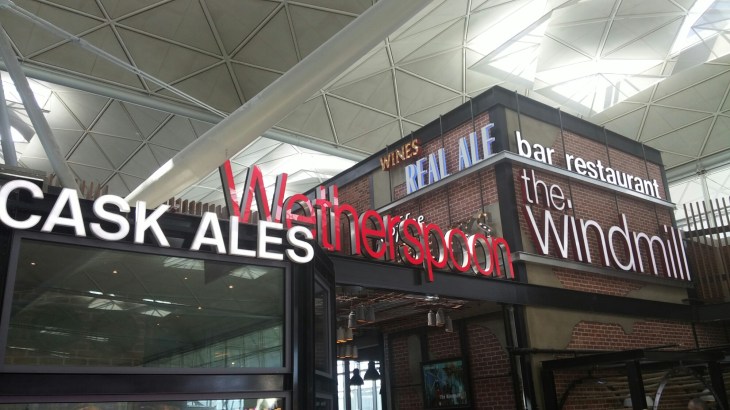 CASK ALES
Wetherspoon
WINES
REAL ALE
bar restaurant
the
windmill